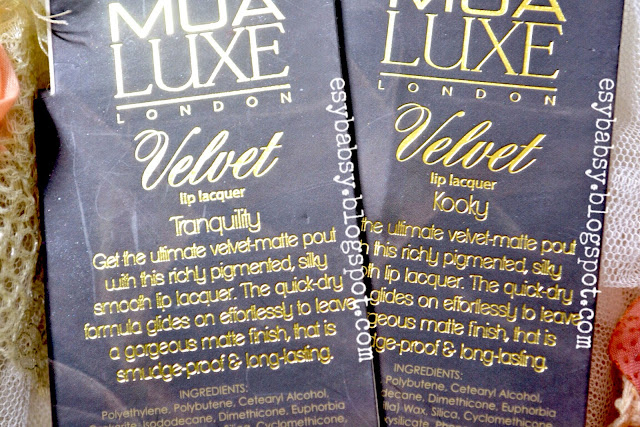 MUA
LUXE
LONDON
Velvet
lip lacquer
Tranquility
Get the ultimate velvet-matte pout
with this richly pigmented, silky
smooth lip lacquer. The quick-dry
formula glides on effortlessly to leave
a gorgeous matte finish, that is
smudge-proof & long-lasting.
INGREDIENTS:
Polyethylene, Polybutene, Cetearyl Alcohol,
Isododecane, Dimethicone, Euphorbia
Wax, Silica, Cyclomethicone,
esybabsy.blogspot.com
MUA
LUXE
LONDON
Velvet
lip lacquer
Kooky
the ultimate velvet-matte pout
this richly pigmented, silky
lip lacquer. The quick-dry
glides on effortlessly to leave
matte finish, that is
& long-lasting.
INGREDIENTS:
Polybutene, Cetearyl Alcohol,
Dimethicone, Euphorbia
Wax, Silica, Cyclomethicone,
esybabsy.blogspot.com